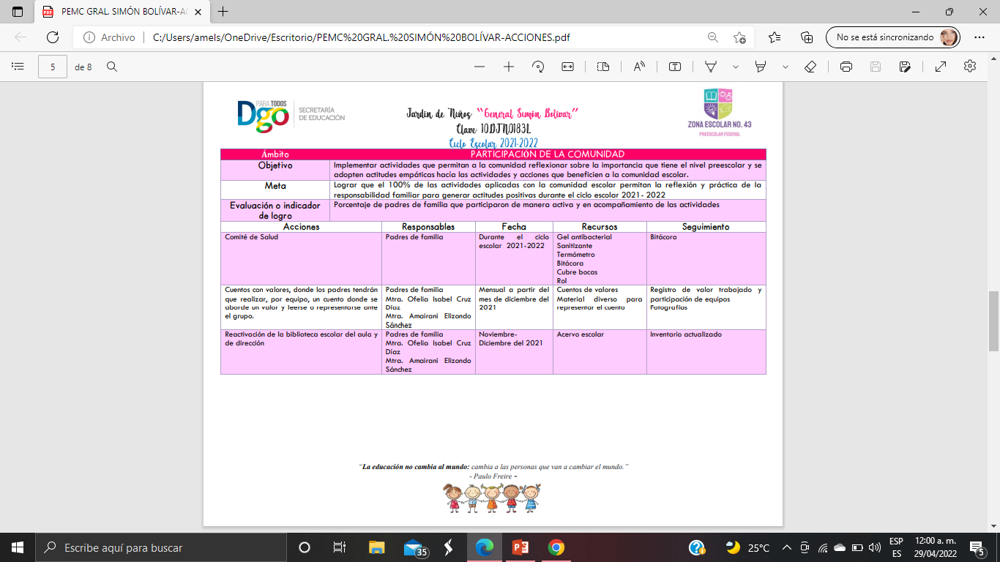 PEMC GRAL. SIMÓN BOLÍVAR-AC
Archivo
C:/Users/amels/OneDrive/Escritorio/PEMC%20GRAL.%20SIMÓN%20BOLÍVAR-ACCIONES.pdf
No se está sincronizando
5
de 8
PARA TODOS
Dgo
SECRETARÍA
DE EDUCACIÓN
Jardín de Niños "General Simón Bolívar"
Clave 10DJN0183L
Ciclo Escolar 2021-2022
ZONA ESCOLAR NO. 43
PREESCOLAR FEDERAL
Ámbito
PARTICIPACIÓN DE LA COMUNIDAD
Objetivo
Implementar actividades que permitan a la comunidad reflexionar sobre la importancia que tiene el nivel preescolar y se
adopten actitudes empáticas hacía las actividades y acciones que beneficien a la comunidad escolar.
Meta
Lograr que el 100% de las actividades aplicadas con la comunidad escolar permitan la reflexión y práctica de la
responsabilidad familiar para generar actitudes positivas durante el ciclo escolar 2021- 2022
Evaluación o indicador
de logro
Porcentaje de padres de familia que participaron de manera activa y en acompañamiento de las actividades
Acciones
Responsables
Fecha
Recursos
Seguimiento
Comité de Salud
Padres de familia
Durante el ciclo
escolar 2021-2022
Gel antibacterial
Sanitizante
Termómetro
Bitácora
Cubre bocas
Rol
Bitácora
Cuentos con valores, donde los padres tendrán
que realizar, por equipo, un cuento donde se
aborde un valor y leerse o representarse ante
el grupo.
Padres de familia
Mtra. Ofelia Isabel Cruz
Díaz
Mtra. Amairani Elizondo
Sánchez
Mensual a partir del
mes de diciembre del
2021
Cuentos de valores
Material diverso para
representar el cuento
Registro de valor trabajado y
participación de equipos
Fotografías
Reactivación de la biblioteca escolar del aula y
de dirección
Padres de familia
Mtra. Ofelia Isabel Cruz
Díaz
Mtra. Amairani Elizondo
Sánchez
Noviembre-
Diciembre del 2021
Acervo escolar
Inventario actualizado
"La educación no cambia al mundo: cambia a las personas que van a cambiar el mundo."
- Paulo Freire -
Escribe aquí para buscar
35
25°C
ESP
ES
12:00 a. m.
29/04/2022
5